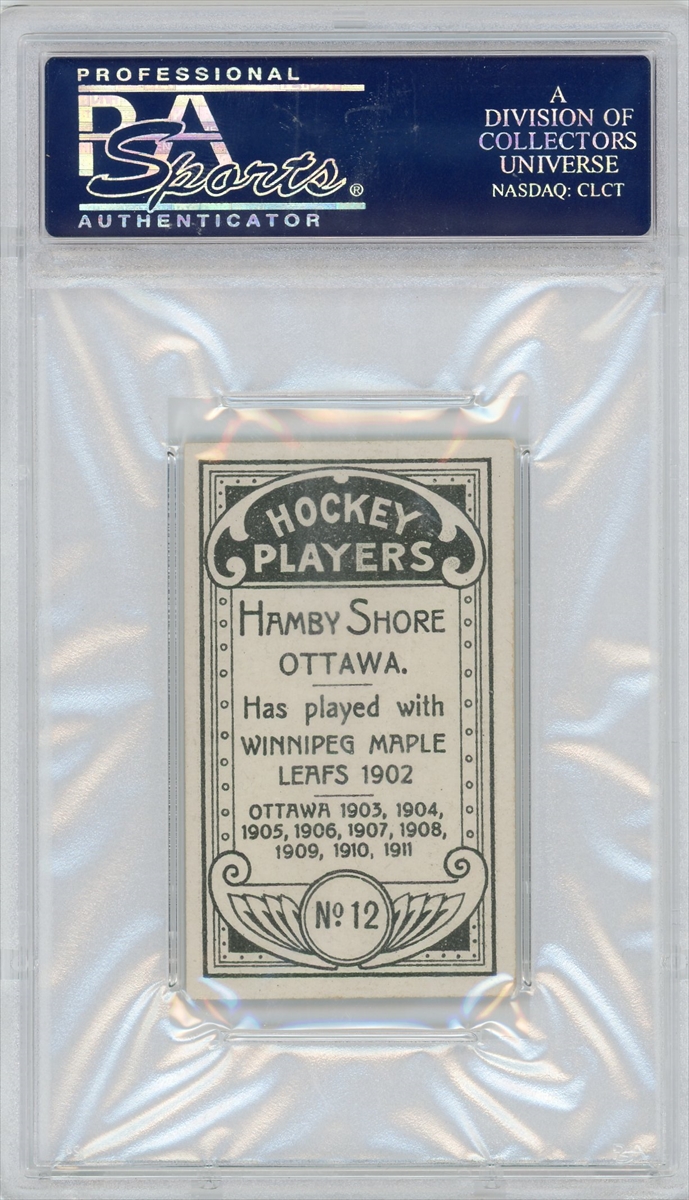 PROFESSIONAL
PSA
Sports®
AUTHENTICATOR
A
DIVISION OF
COLLECTORS
UNIVERSE
NASDAQ: CLCT
HOCKEY
PLAYERS
HAMBY SHORE
OTTAWA.
Has played with
WINNIPEG MAPLE
LEAFS 1902
OTTAWA 1903, 1904,
1905, 1906, 1907, 1908,
1909, 1910, 1911
No 12